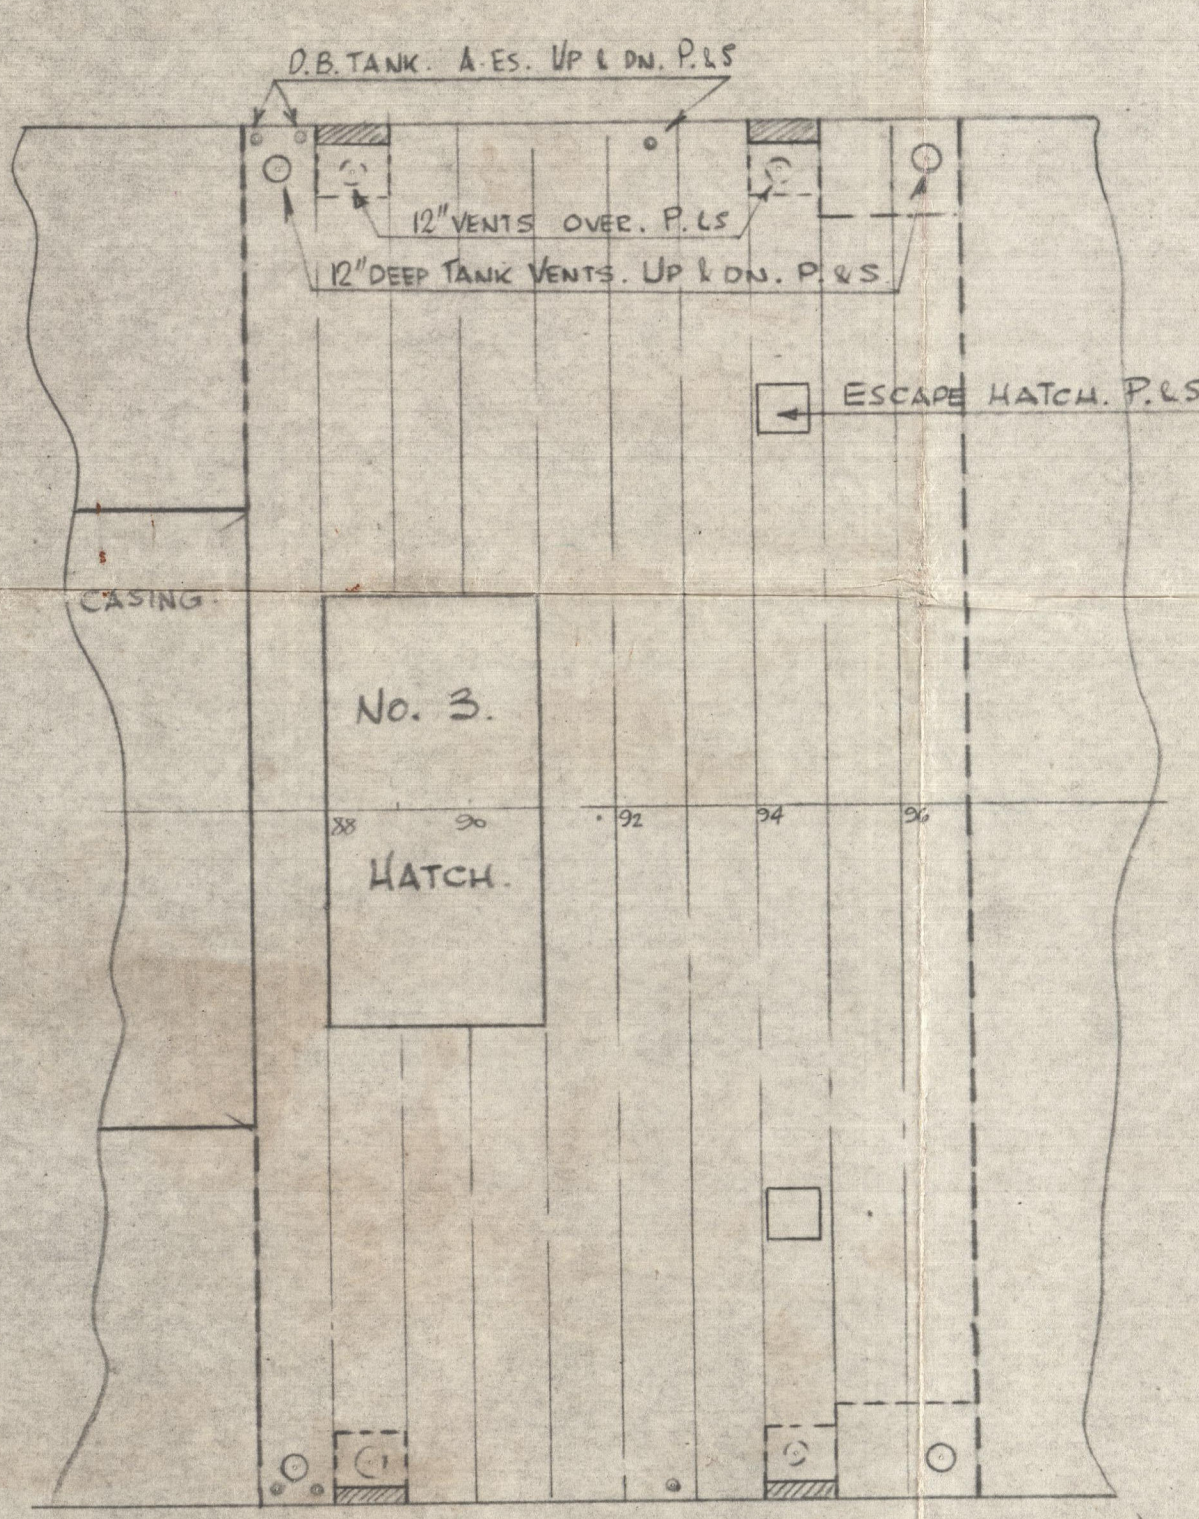 D.B. TANK. A-ES. UP & DN. P.&S
12" VENTS OVER. P. &S
12" DEEP TANK VENTS. UP & DN. P. & S.
ESCAPE HATCH. P.&S
CASING.
No. 3.
88 90 92 94 96
HATCH.